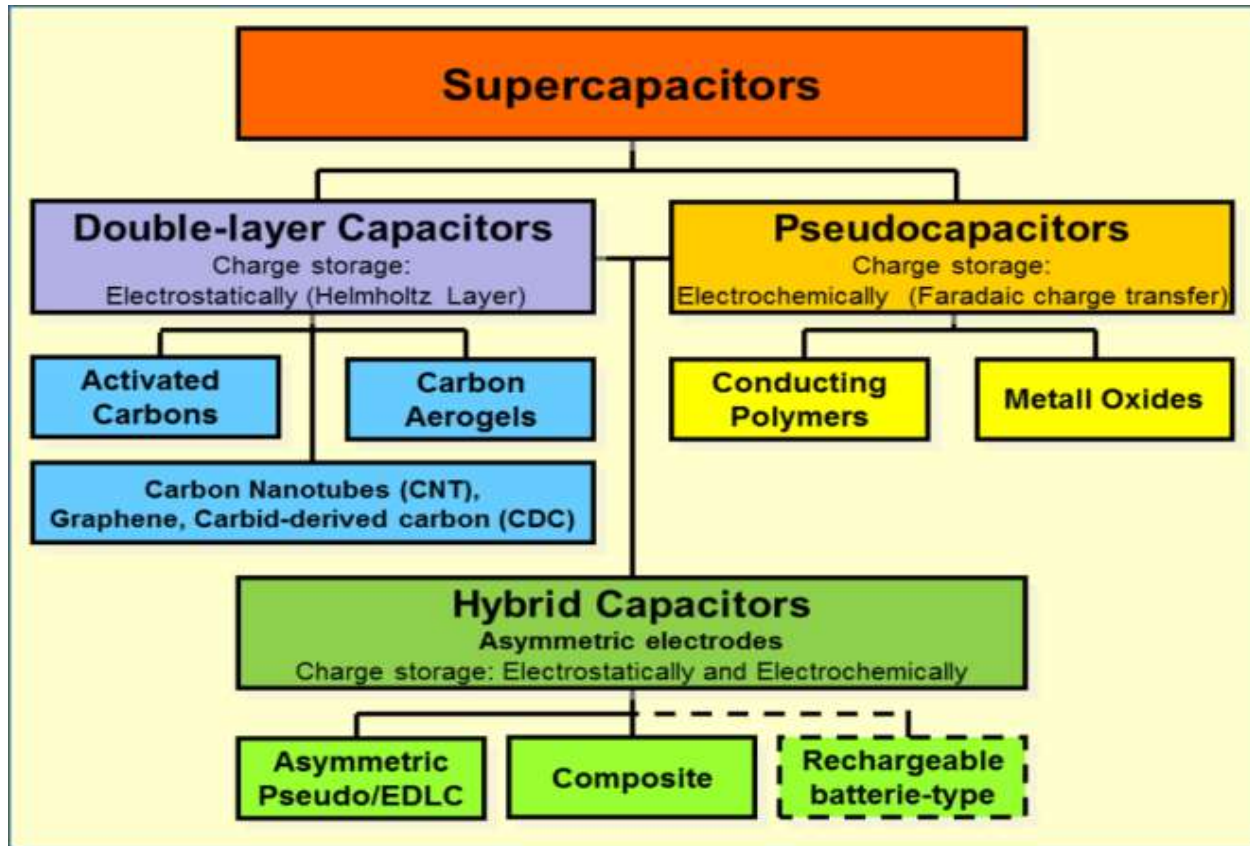 Supercapacitors
Double-layer Capacitors
Charge storage:
Electrostatically (Helmholtz Layer)
Pseudocapacitors
Charge storage:
Electrochemically (Faradaic charge transfer)
Activated
Carbons
Carbon
Aerogels
Conducting
Polymers
Metall Oxides
Carbon Nanotubes (CNT),
Graphene, Carbid-derived carbon (CDC)
Hybrid Capacitors
Asymmetric electrodes
Charge storage: Electrostatically and Electrochemically
Asymmetric
Pseudo/EDLC
Composite
Rechargeable
batterie-type